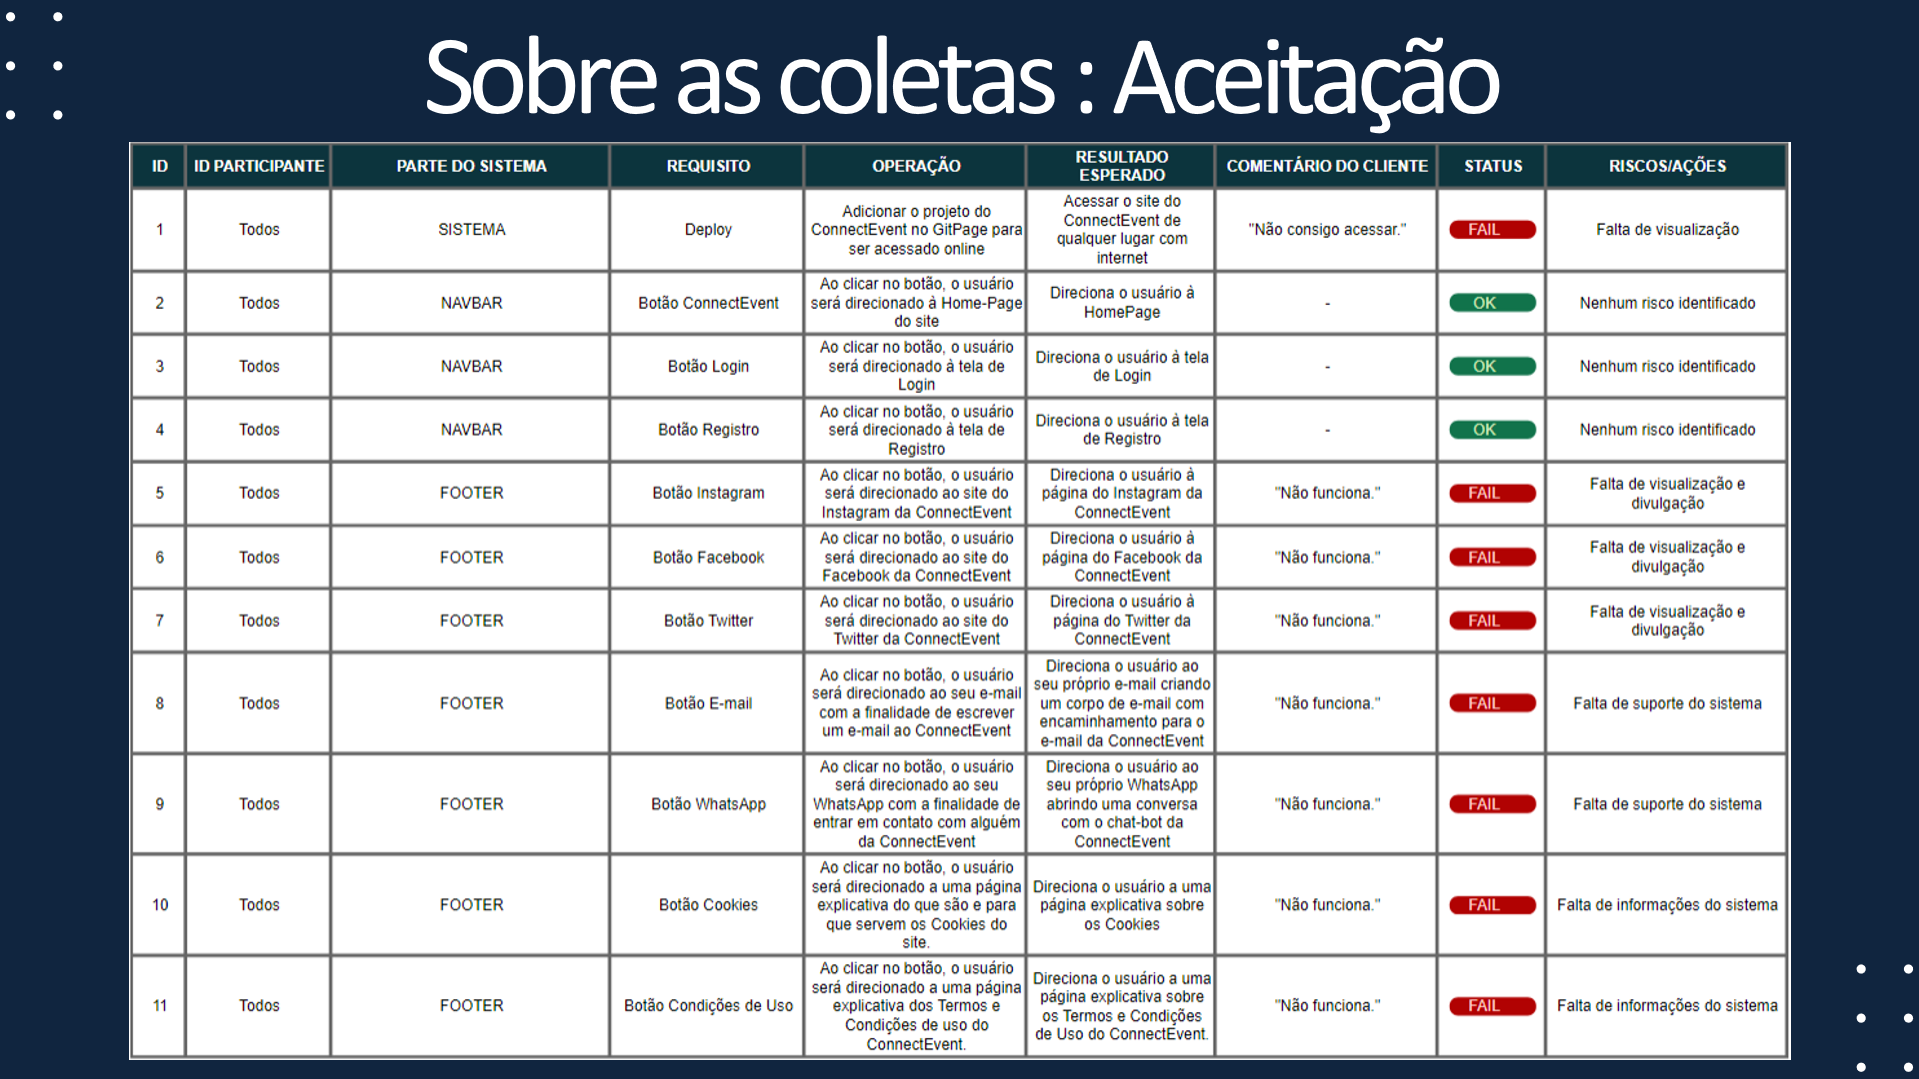 Sobre as coletas : Aceitação
ID
ID PARTICIPANTE
PARTE DO SISTEMA
REQUISITO
OPERAÇÃO
RESULTADO
ESPERADO
COMENTÁRIO DO CLIENTE
STATUS
RISCOS/AÇÕES
1
Todos
SISTEMA
Deploy
Adicionar o projeto do
ConnectEvent no GitPage para
ser acessado online
Acessar o site do
ConnectEvent de
qualquer lugar com
internet
"Não consigo acessar."
FAIL
Falta de visualização
2
Todos
NAVBAR
Botão ConnectEvent
Ao clicar no botão, o usuário
será direcionado à Home-Page
do site
Direciona o usuário à
HomePage
-
OK
Nenhum risco identificado
3
Todos
NAVBAR
Botão Login
Ao clicar no botão, o usuário
será direcionado à tela de
Login
Direciona o usuário à tela
de Login
-
OK
Nenhum risco identificado
4
Todos
NAVBAR
Botão Registro
Ao clicar no botão, o usuário
será direcionado à tela de
Registro
Direciona o usuário à tela
de Registro
-
OK
Nenhum risco identificado
5
Todos
FOOTER
Botão Instagram
Ao clicar no botão, o usuário
será direcionado ao site do
Instagram da ConnectEvent
Direciona o usuário à
página do Instagram da
ConnectEvent
"Não funciona."
FAIL
Falta de visualização e
divulgação
6
Todos
FOOTER
Botão Facebook
Ao clicar no botão, o usuário
será direcionado ao site do
Facebook da ConnectEvent
Direciona o usuário à
página do Facebook da
ConnectEvent
"Não funciona."
FAIL
Falta de visualização e
divulgação
7
Todos
FOOTER
Botão Twitter
Ao clicar no botão, o usuário
será direcionado ao site do
Twitter da ConnectEvent
Direciona o usuário à
página do Twitter da
ConnectEvent
"Não funciona."
FAIL
Falta de visualização e
divulgação
8
Todos
FOOTER
Botão E-mail
Ao clicar no botão, o usuário
será direcionado ao seu e-mail
com a finalidade de escrever
um e-mail ao ConnectEvent
Direciona o usuário ao
seu próprio e-mail criando
um corpo de e-mail com
encaminhamento para o
e-mail da ConnectEvent
"Não funciona."
FAIL
Falta de suporte do sistema
9
Todos
FOOTER
Botão WhatsApp
Ao clicar no botão, o usuário
será direcionado ao seu
WhatsApp com a finalidade de
entrar em contato com alguém
da ConnectEvent
Direciona o usuário ao
seu próprio WhatsApp
abrindo uma conversa
com o chat-bot da
ConnectEvent
"Não funciona."
FAIL
Falta de suporte do sistema
10
Todos
FOOTER
Botão Cookies
Ao clicar no botão, o usuário
será direcionado a uma página
explicativa do que são e para
que servem os Cookies do
site.
Direciona o usuário a uma
página explicativa sobre
os Cookies
"Não funciona."
FAIL
Falta de informações do sistema
11
Todos
FOOTER
Botão Condições de Uso
Ao clicar no botão, o usuário
será direcionado a uma página
explicativa dos Termos e
Condições de uso do
ConnectEvent.
Direciona o usuário a uma
página explicativa sobre
os Termos e Condições
de Uso do ConnectEvent.
"Não funciona."
FAIL
Falta de informações do sistema